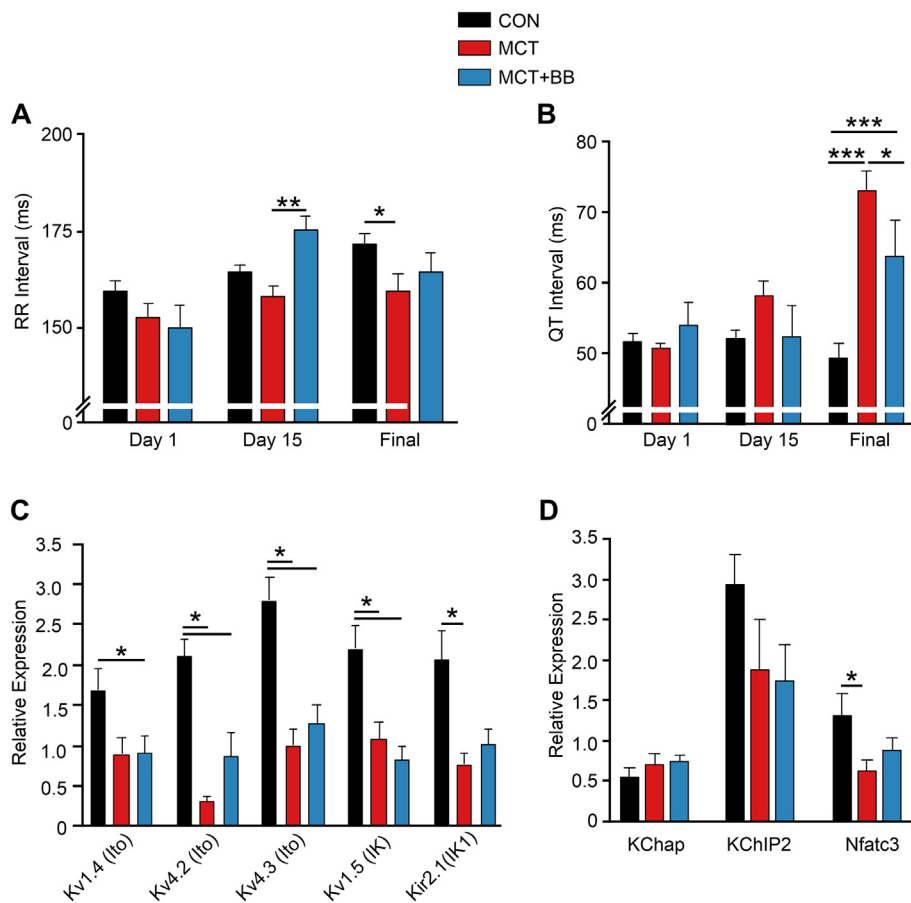 CON
MCT
MCT+BB
A
200
175
150
0
RR Interval (ms)
**
*
Day 1
Day 15
Final
B
80
70
60
50
0
QT Interval (ms)
***
***
*
Day 1
Day 15
Final
C
3.5
3.0
2.5
2.0
1.5
1.0
0.5
0
Relative Expression
*
*
*
*
*
Kv1.4 (Ito)
Kv4.2 (Ito)
Kv4.3 (Ito)
Kv1.5 (IK)
Kir2.1(IK1)
D
3.5
3.0
2.5
2.0
1.5
1.0
0.5
0
Relative Expression
*
KChap
KChIP2
Nfatc3